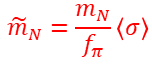 m̃_N = m_N / f_π ⟨σ⟩